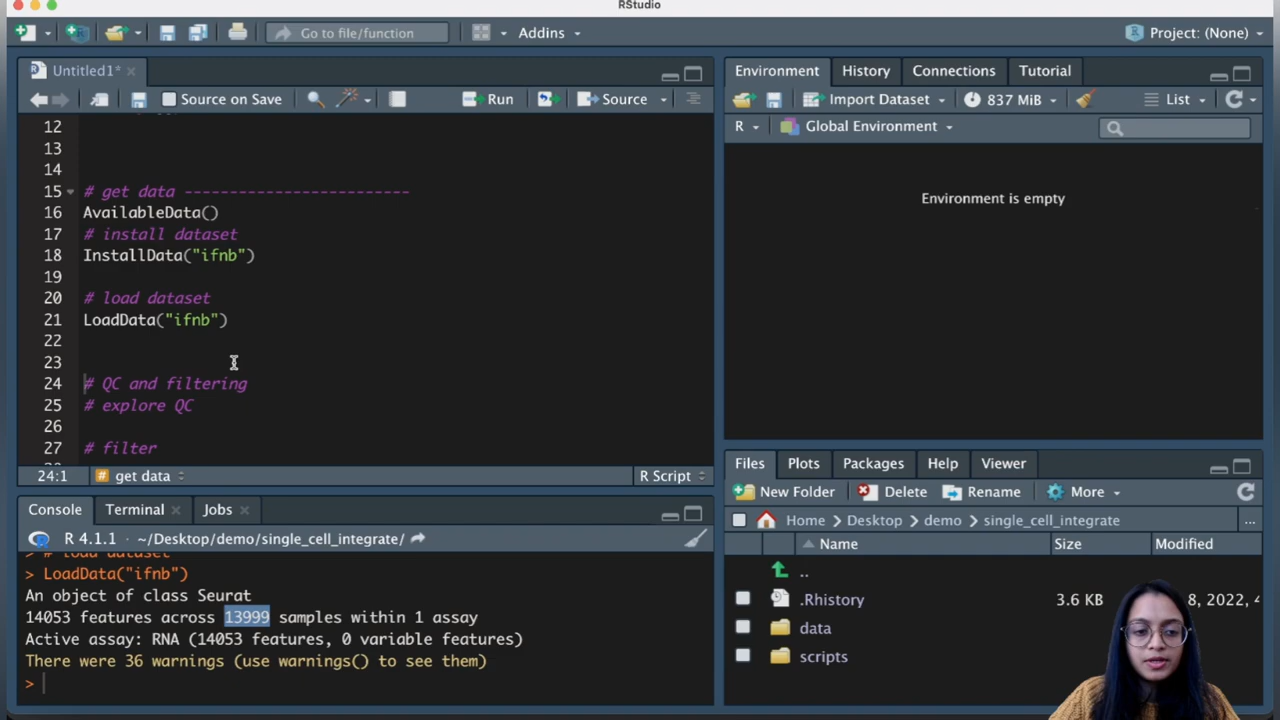 RStudio
Go to file/function
Addins
Project: (None)
Untitled1*
Source on Save
Run
Source
12
13
14
15 # get data -------------------------
16 AvailableData()
17 # install dataset
18 InstallData("ifnb")
19
20 # load dataset
21 LoadData("ifnb")
22
23
24 # QC and filtering
25 # explore QC
26
27 # filter
24:1 get data R Script
Console Terminal Jobs
R 4.1.1 · ~/Desktop/demo/single_cell_integrate/
> # load dataset
> LoadData("ifnb")
An object of class Seurat
14053 features across 13999 samples within 1 assay
Active assay: RNA (14053 features, 0 variable features)
There were 36 warnings (use warnings() to see them)
>
Environment History Connections Tutorial
Import Dataset 837 MiB List
R Global Environment
Environment is empty
Files Plots Packages Help Viewer
New Folder Delete Rename More
Home Desktop demo single_cell_integrate ...
Name Size Modified
..
.Rhistory 3.6 KB 8, 2022, 4
data
scripts